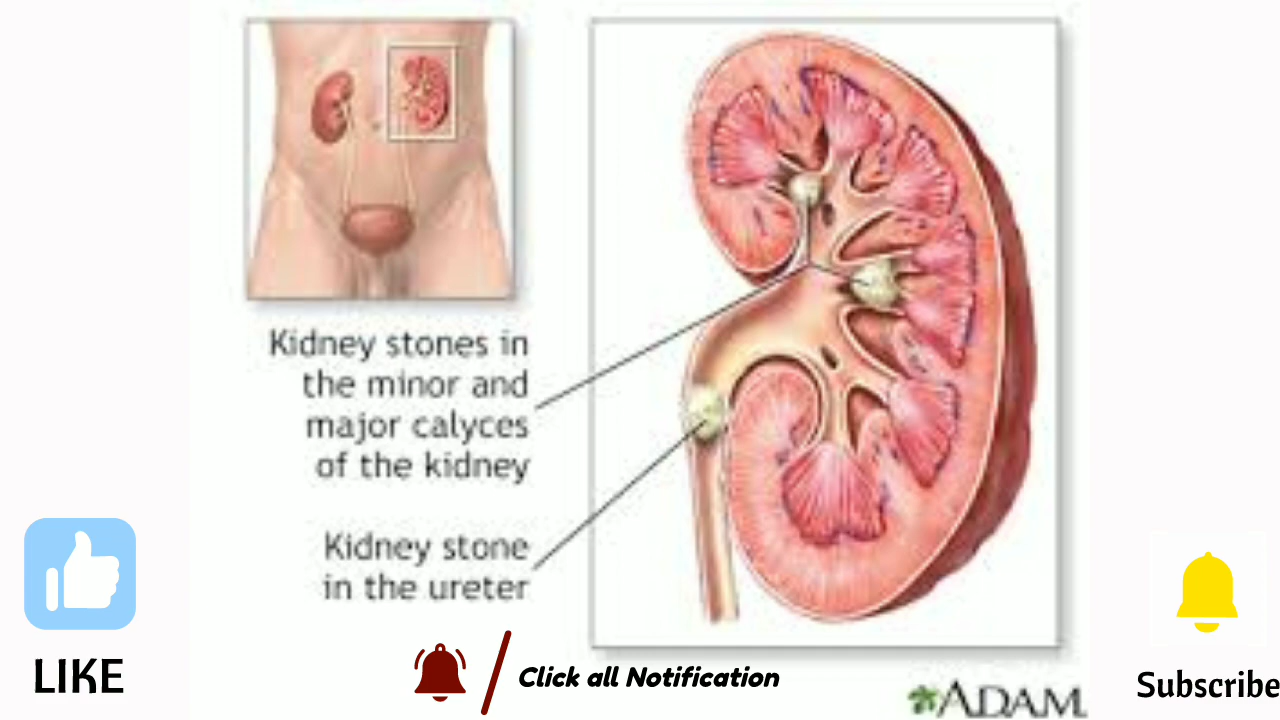 Kidney stones in
the minor and
major calyces
of the kidney
Kidney stone
in the ureter
LIKE
Click all Notification
Subscribe
ADAM